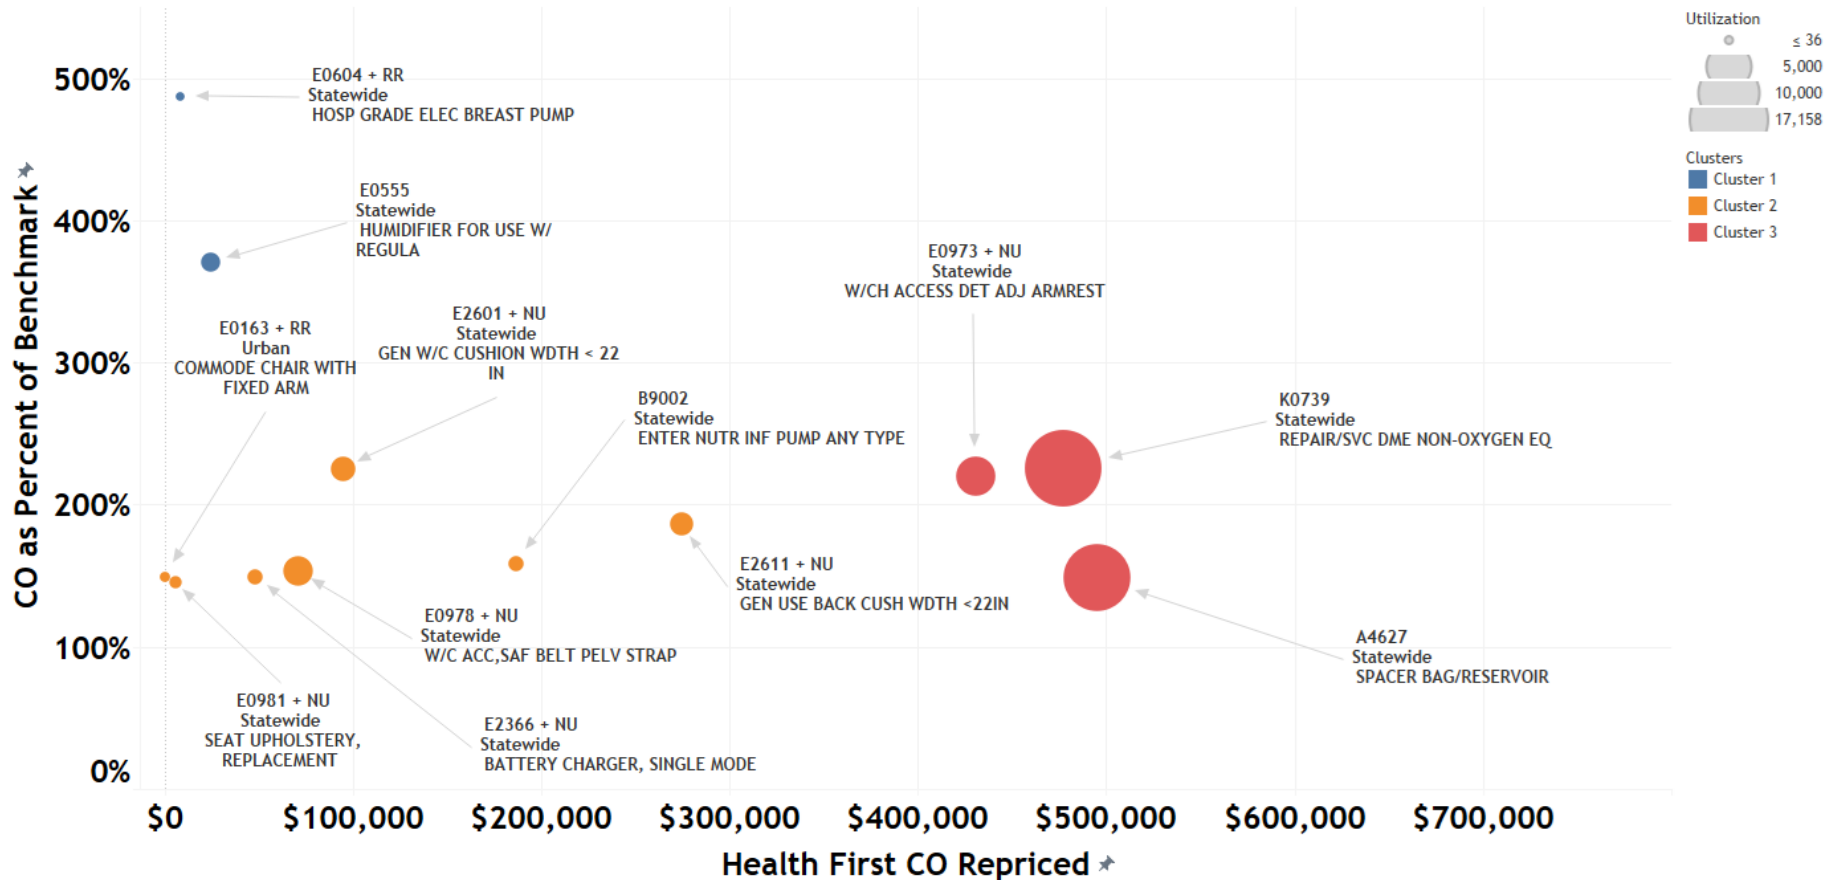 Utilization
≤ 36
5,000
10,000
17,158
Clusters
Cluster 1
Cluster 2
Cluster 3
CO as Percent of Benchmark
500%
400%
300%
200%
100%
0%
E0604 + RR
Statewide
HOSP GRADE ELEC BREAST PUMP
E0555
Statewide
HUMIDIFIER FOR USE W/
REGULA
E0163 + RR
Urban
COMMODE CHAIR WITH
FIXED ARM
E2601 + NU
Statewide
GEN W/C CUSHION WDTH < 22
IN
B9002
Statewide
ENTER NUTR INF PUMP ANY TYPE
E0973 + NU
Statewide
W/CH ACCESS DET ADJ ARMREST
K0739
Statewide
REPAIR/SVC DME NON-OXYGEN EQ
E2611 + NU
Statewide
GEN USE BACK CUSH WDTH <22IN
E0978 + NU
Statewide
W/C ACC,SAF BELT PELV STRAP
A4627
Statewide
SPACER BAG/RESERVOIR
E0981 + NU
Statewide
SEAT UPHOLSTERY,
REPLACEMENT
E2366 + NU
Statewide
BATTERY CHARGER, SINGLE MODE
$0
$100,000
$200,000
$300,000
$400,000
$500,000
$600,000
$700,000
Health First CO Repriced